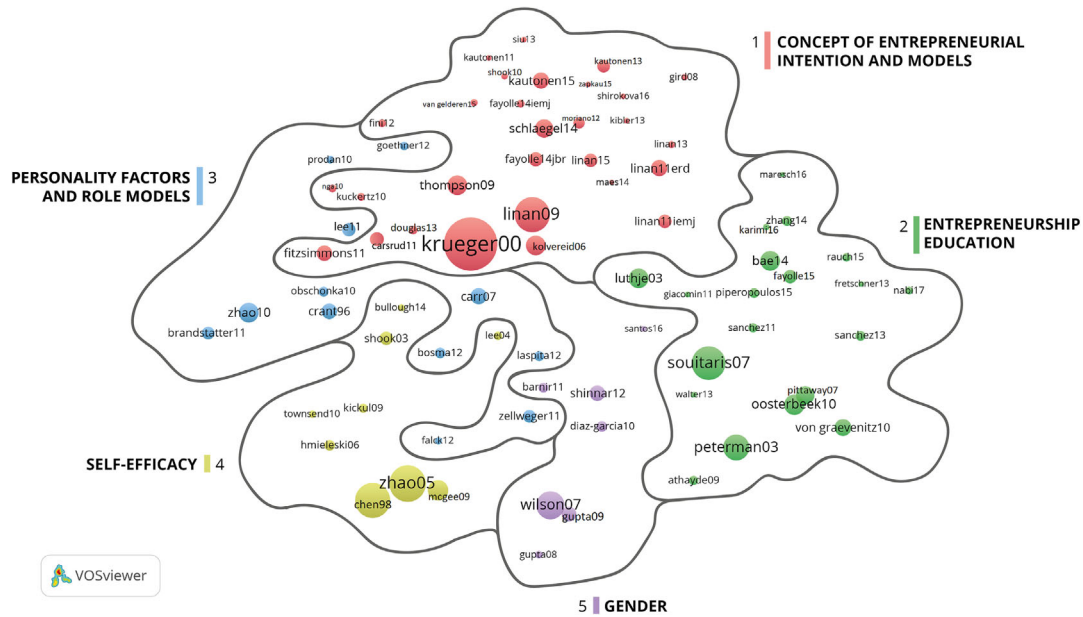 siu13
kautonen11
shook10
kautonen15
kautonen13
zapkau15
gird08
shirokova16
van gelderen15
fayolle14iemj
moriano12
kibler13
fini12
schlaegel14
goethner12
linan13
prodan10
fayolle14jbr
linan15
linan11erd
nga10
kuckertz10
thompson09
maes14
lee11
douglas13
linan09
linan11iemj
carsrud11
krueger00
kolvereid06
fitzsimmons11
1 CONCEPT OF ENTREPRENEURIAL
INTENTION AND MODELS
PERSONALITY FACTORS
AND ROLE MODELS 3
maresch16
zhang14
karimi16
2 ENTREPRENEURSHIP
EDUCATION
bae14
rauch15
luthje03
fayolle15
fretschner13
giacomin11
piperopoulos15
nabi17
obschonka10
carr07
zhao10
crant96
bullough14
brandstatter11
shook03
lee04
santos16
sanchez11
sanchez13
bosma12
laspita12
souitaris07
barnir11
shinnar12
walter13
pittaway07
oosterbeek10
townsend10
kickul09
zellweger11
diaz-garcia10
von graevenitz10
hmieleski06
falck12
peterman03
SELF-EFFICACY 4
zhao05
mcgee09
chen98
athayde09
wilson07
gupta09
gupta08
VOSviewer
5 GENDER